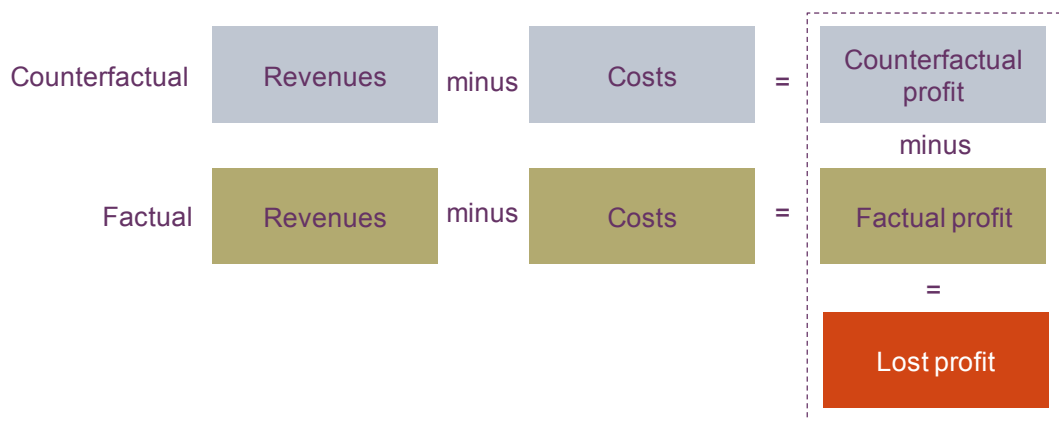 Counterfactual Revenues minus Costs = Counterfactual
profit
minus
Factual Revenues minus Costs = Factual profit
=
Lost profit